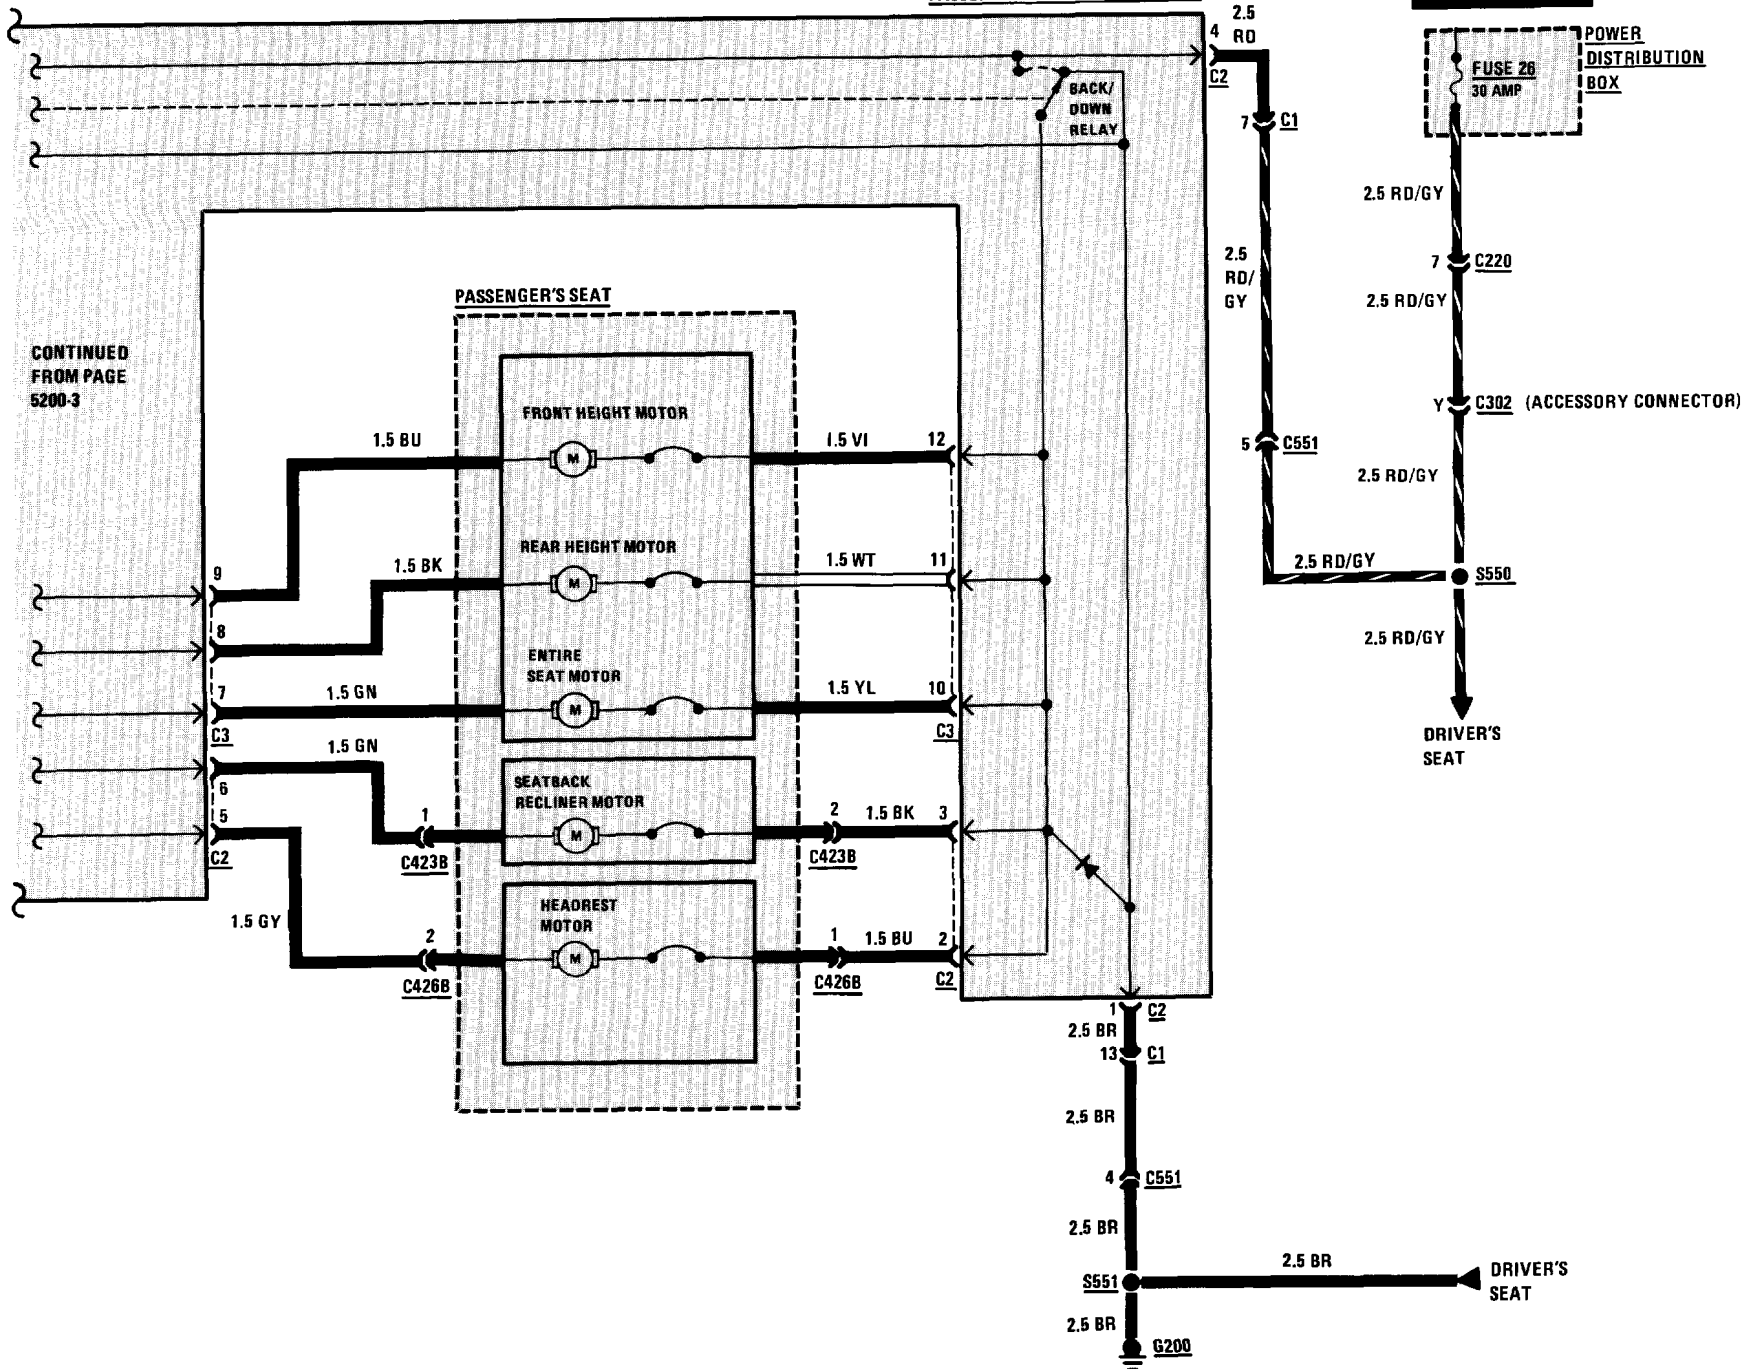 2.5
RD
4
C2
POWER
DISTRIBUTION
BOX
FUSE 26
30 AMP
BACK/
DOWN
RELAY
7 C1
2.5 RD/GY
2.5
RD/
GY
7 C220
2.5 RD/GY
PASSENGER'S SEAT
CONTINUED
FROM PAGE
5200-3
Y C302 (ACCESSORY CONNECTOR)
FRONT HEIGHT MOTOR
1.5 BU
M
1.5 VI
12
5 C551
2.5 RD/GY
REAR HEIGHT MOTOR
9
1.5 BK
M
1.5 WT
11
2.5 RD/GY
S550
8
2.5 RD/GY
ENTIRE
SEAT MOTOR
7
1.5 GN
M
1.5 YL
10
C3
C3
DRIVER'S
SEAT
1.5 GN
6
SEATBACK
RECLINER MOTOR
5
C2
1
C423B
M
2
C423B
1.5 BK
3
HEADREST
MOTOR
1.5 GY
2
C426B
M
1
C426B
1.5 BU
2
C2
1 C2
2.5 BR
13 C1
2.5 BR
4 C551
2.5 BR
S551
2.5 BR
DRIVER'S
SEAT
2.5 BR
G200